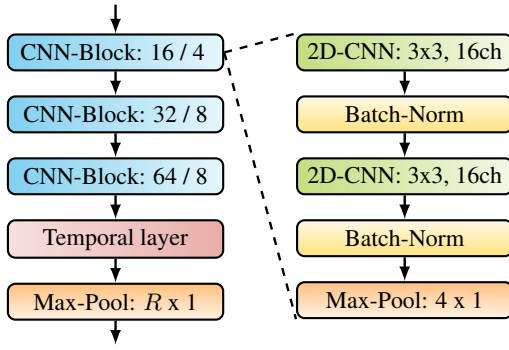 CNN-Block: 16 / 4
CNN-Block: 32 / 8
CNN-Block: 64 / 8
Temporal layer
Max-Pool: R x 1
2D-CNN: 3x3, 16ch
Batch-Norm
2D-CNN: 3x3, 16ch
Batch-Norm
Max-Pool: 4 x 1